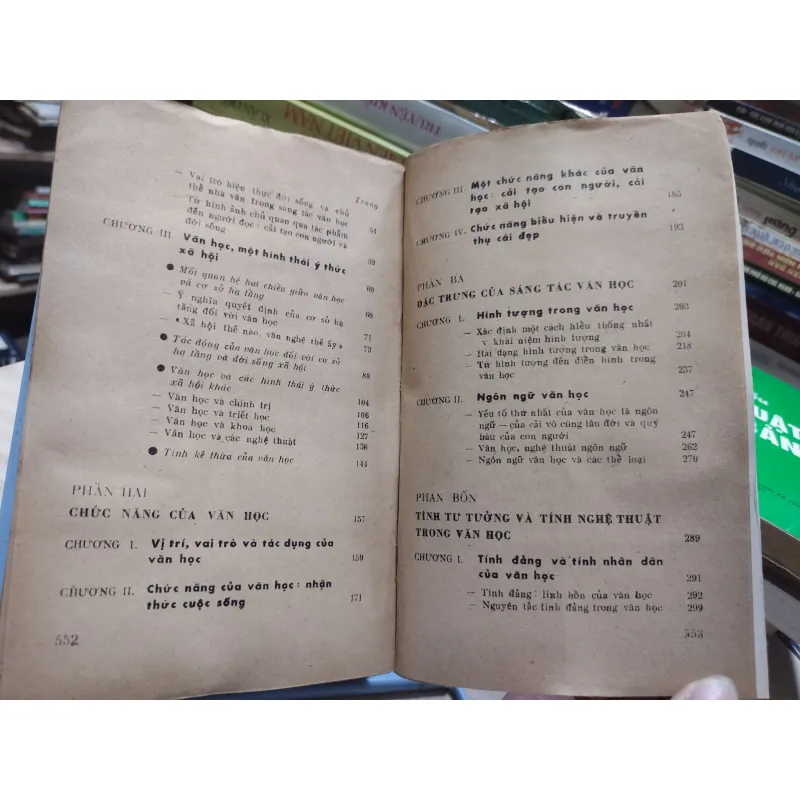 Trang
— Vai trò hiện thực đời sống và chủ
thể nhà văn trong sáng tác văn học
— Từ hình ảnh chủ quan qua tác phẩm
đến người đọc: cải tạo con người và
đời sống
CHƯƠNG III. Văn học, một hình thái ý thức
xã hội 59
● Mối quan hệ hai chiều giữa văn học
và cơ sở hạ tầng 69
— Ý nghĩa quyết định của cơ sở hạ
tầng đối với văn học 71
— «Xã hội thế nào, văn nghệ thế ấy» 73
● Tác động của văn học đối với cơ sở
hạ tầng và đời sống xã hội 88
● Văn học và các hình thái ý thức
xã hội khác 104
— Văn học và chính trị 106
— Văn học và triết học 116
— Văn học và khoa học 127
— Văn học và các nghệ thuật 136
● Tính kế thừa của văn học 144
PHẦN HAI
CHỨC NĂNG CỦA VĂN HỌC 157
CHƯƠNG I. Vị trí, vai trò và tác dụng của
văn học 159
CHƯƠNG II. Chức năng của văn học: nhận
thức cuộc sống 171
552
CHƯƠNG III. Một chức năng khác của văn
học: cải tạo con người, cải
tạo xã hội 185
CHƯƠNG IV. Chức năng biểu hiện và truyền
thụ cái đẹp 193
PHẦN BA
ĐẶC TRƯNG CỦA SÁNG TÁC VĂN HỌC 201
CHƯƠNG I. Hình tượng trong văn học 203
— Xác định một cách hiểu thống nhất
về khái niệm hình tượng 204
— Hai dạng hình tượng trong văn học 218
— Từ hình tượng đến điển hình trong
văn học 237
CHƯƠNG II. Ngôn ngữ văn học 247
— Yếu tố thứ nhất của văn học là ngôn
ngữ — của cải vô cùng lâu đời và quý
báu của con người 247
— Văn học, nghệ thuật ngôn ngữ 262
— Ngôn ngữ văn học và các thể loại 270
PHẦN BỐN
TÍNH TƯ TƯỞNG VÀ TÍNH NGHỆ THUẬT
TRONG VĂN HỌC 289
CHƯƠNG I. Tính đảng và tính nhân dân
của văn học 291
— Tính đảng: linh hồn của văn học 292
— Nguyên tắc tính đảng trong văn học 299
553
VIỆT NAM
TRUYỆN KIỀU